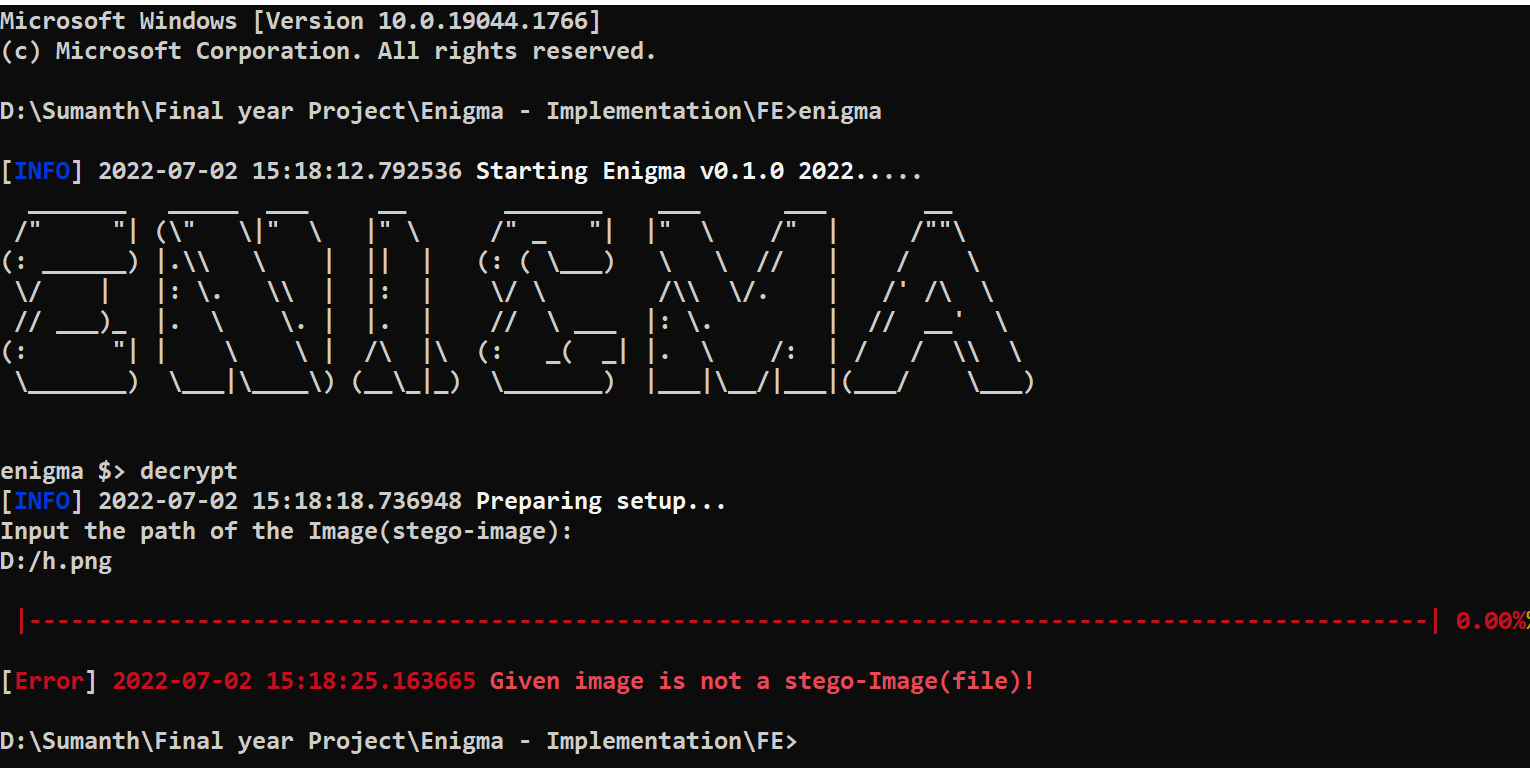 Microsoft Windows [Version 10.0.19044.1766]
(c) Microsoft Corporation. All rights reserved.
D:\Sumanth\Final year Project\Enigma - Implementation\FE>enigma
[INFO] 2022-07-02 15:18:12.792536 Starting Enigma v0.1.0 2022.....
ENIGMA
enigma $> decrypt
[INFO] 2022-07-02 15:18:18.736948 Preparing setup...
Input the path of the Image(stego-image):
D:/h.png
0.00%%
[Error] 2022-07-02 15:18:25.163665 Given image is not a stego-Image(file)!
D:\Sumanth\Final year Project\Enigma - Implementation\FE>